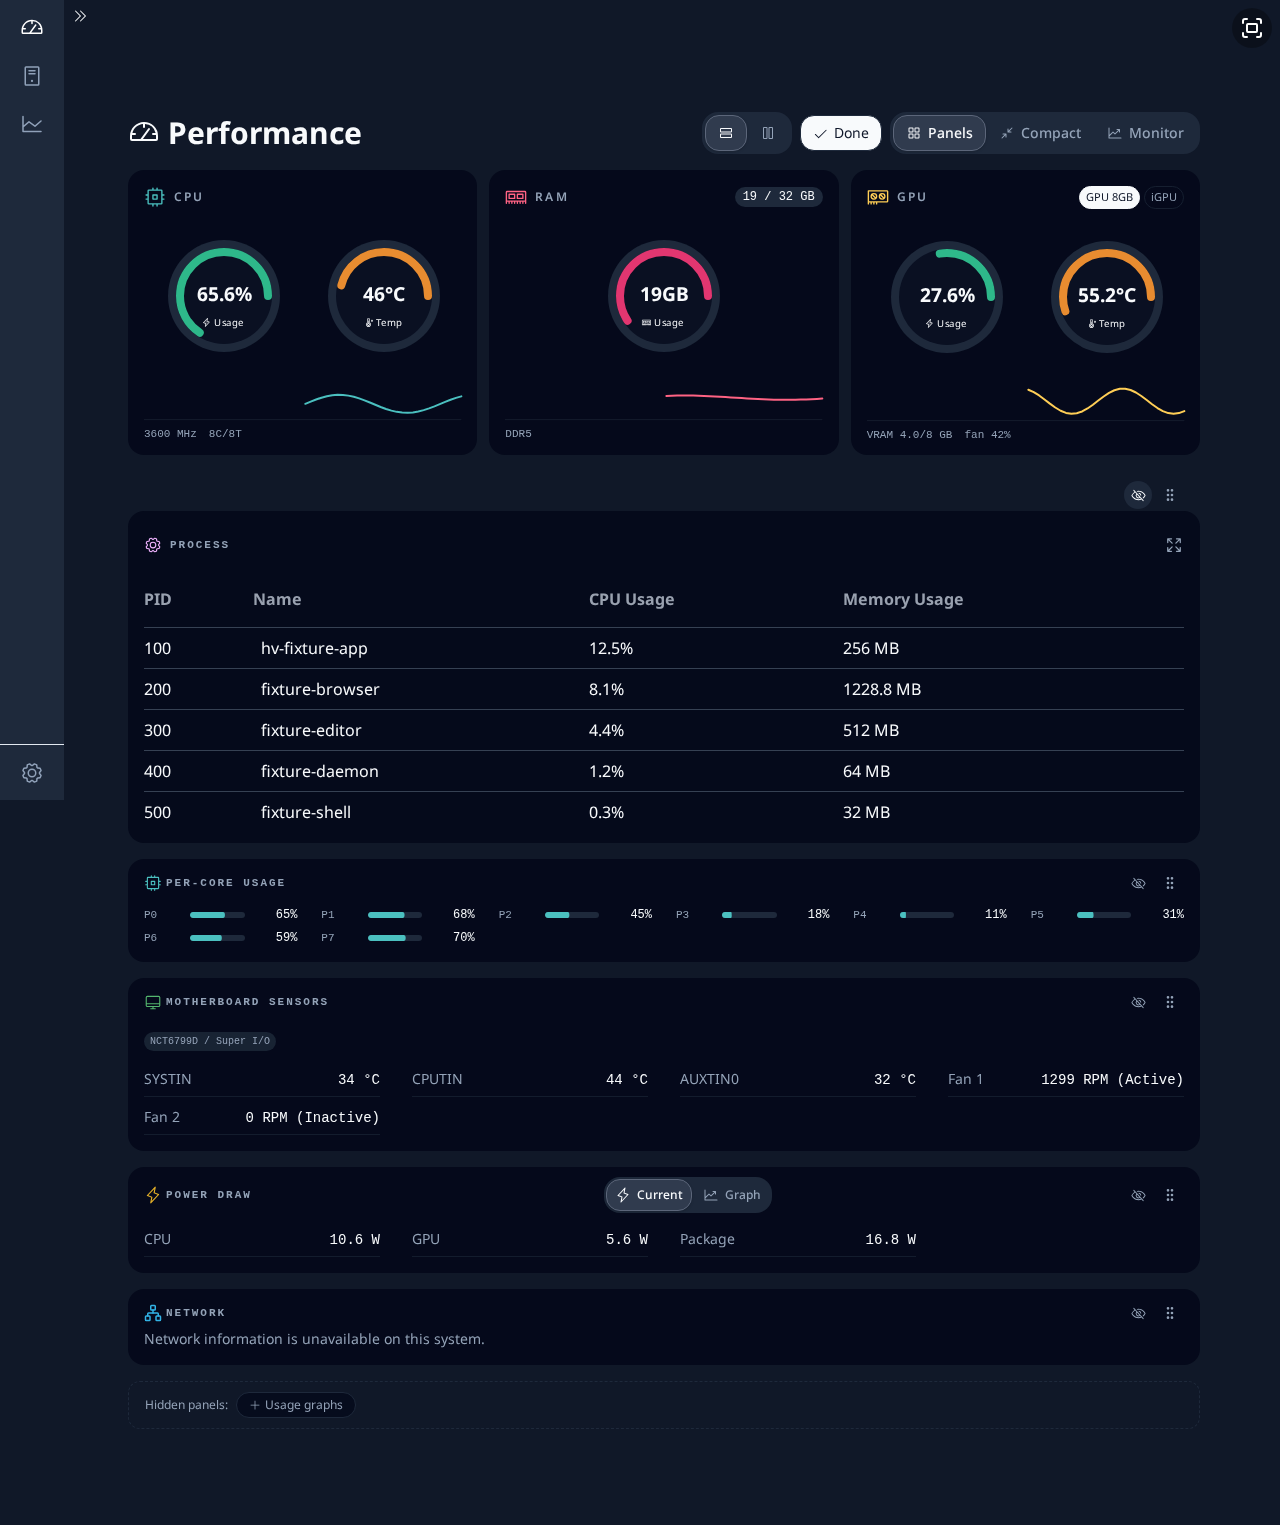 Performance
Done
Panels
Compact
Monitor
CPU
65.6%
Usage
46°C
Temp
3600 MHz 8C/8T
RAM
19 / 32 GB
19GB
Usage
DDR5
GPU
GPU 8GB
iGPU
27.6%
Usage
55.2°C
Temp
VRAM 4.0/8 GB fan 42%
PROCESS
PID Name CPU Usage Memory Usage
100 hv-fixture-app 12.5% 256 MB
200 fixture-browser 8.1% 1228.8 MB
300 fixture-editor 4.4% 512 MB
400 fixture-daemon 1.2% 64 MB
500 fixture-shell 0.3% 32 MB
PER-CORE USAGE
P0 65% P1 68% P2 45% P3 18% P4 11% P5 31%
P6 59% P7 70%
MOTHERBOARD SENSORS
NCT6799D / Super I/O
SYSTIN 34 °C CPUTIN 44 °C AUXTIN0 32 °C Fan 1 1299 RPM (Active)
Fan 2 0 RPM (Inactive)
POWER DRAW
Current
Graph
CPU 10.6 W GPU 5.6 W Package 16.8 W
NETWORK
Network information is unavailable on this system.
Hidden panels:
Usage graphs